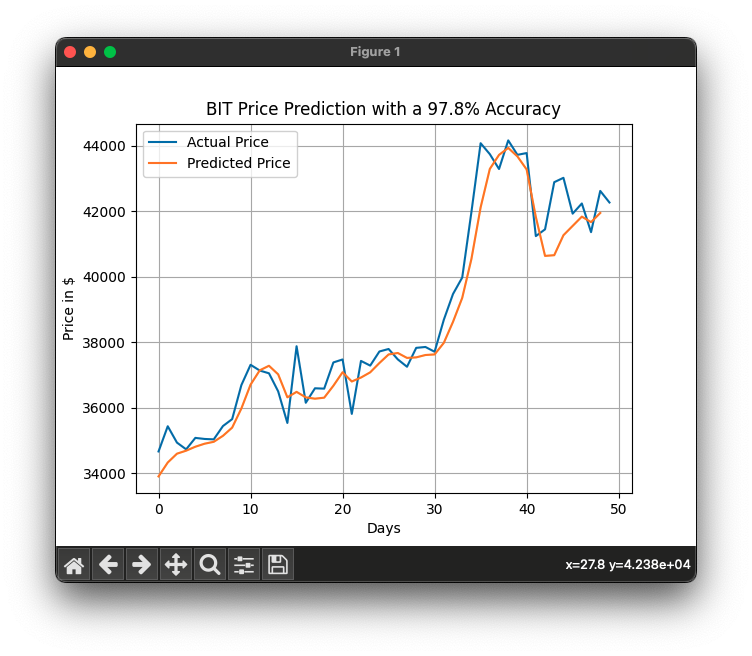 Figure 1
BIT Price Prediction with a 97.8% Accuracy
Actual Price
Predicted Price
44000
42000
40000
38000
36000
34000
Price in $
0 10 20 30 40 50
Days
x=27.8 y=4.238e+04